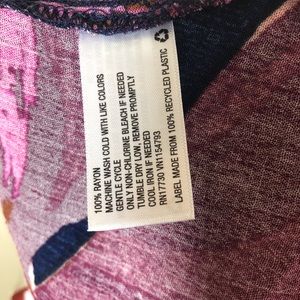 100% RAYON
MACHINE WASH COLD WITH LIKE COLORS
GENTLE CYCLE
ONLY NON-CHLORINE BLEACH IF NEEDED
TUMBLE DRY LOW, REMOVE PROMPTLY
COOL IRON IF NEEDED
RN17730 VN1154793
LABEL MADE FROM 100% RECYCLED PLASTIC